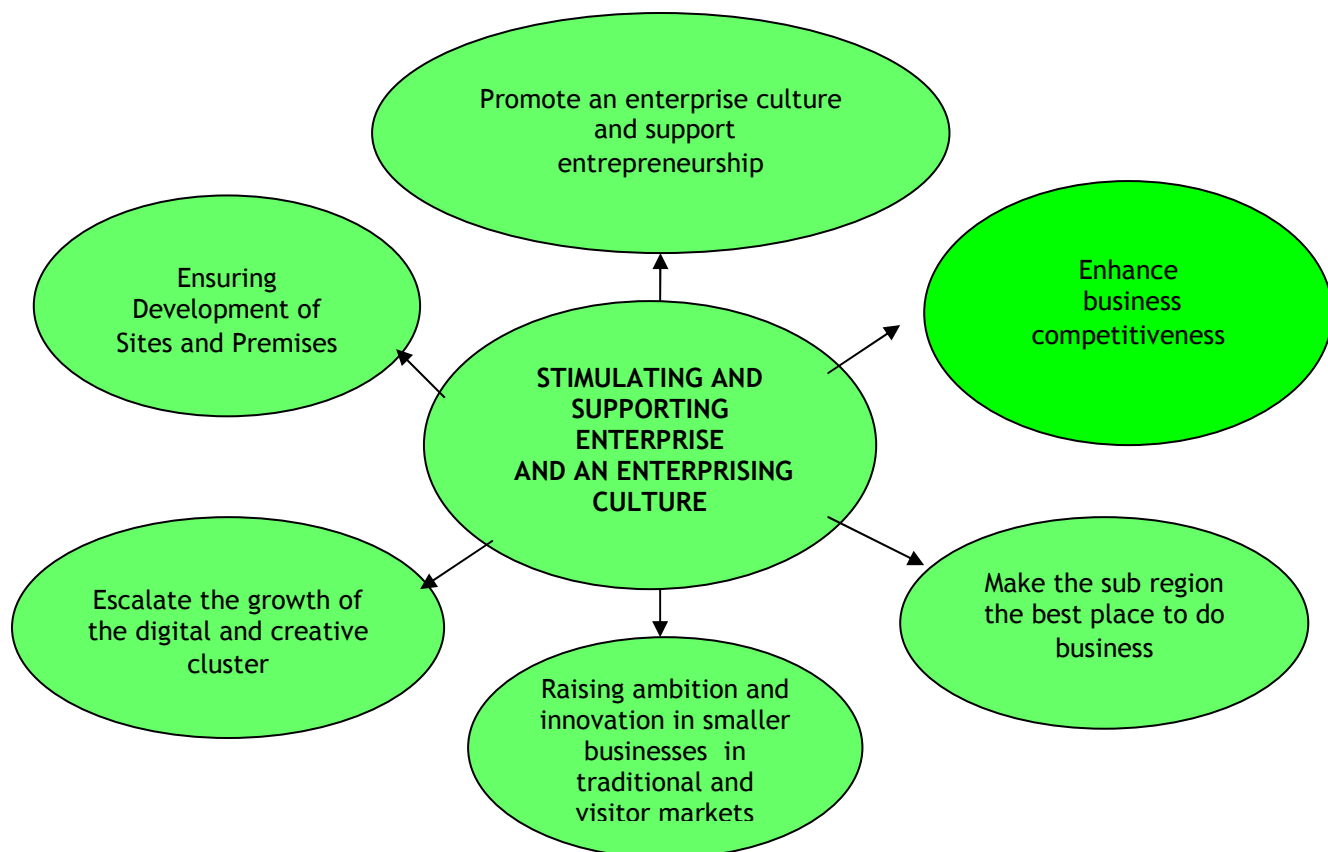 Promote an enterprise culture
and support
entrepreneurship
Ensuring
Development of
Sites and Premises
Enhance
business
competitiveness
STIMULATING AND
SUPPORTING
ENTERPRISE
AND AN ENTERPRISING
CULTURE
Escalate the growth of
the digital and creative
cluster
Make the sub region
the best place to do
business
Raising ambition and
innovation in smaller
businesses in
traditional and
visitor markets